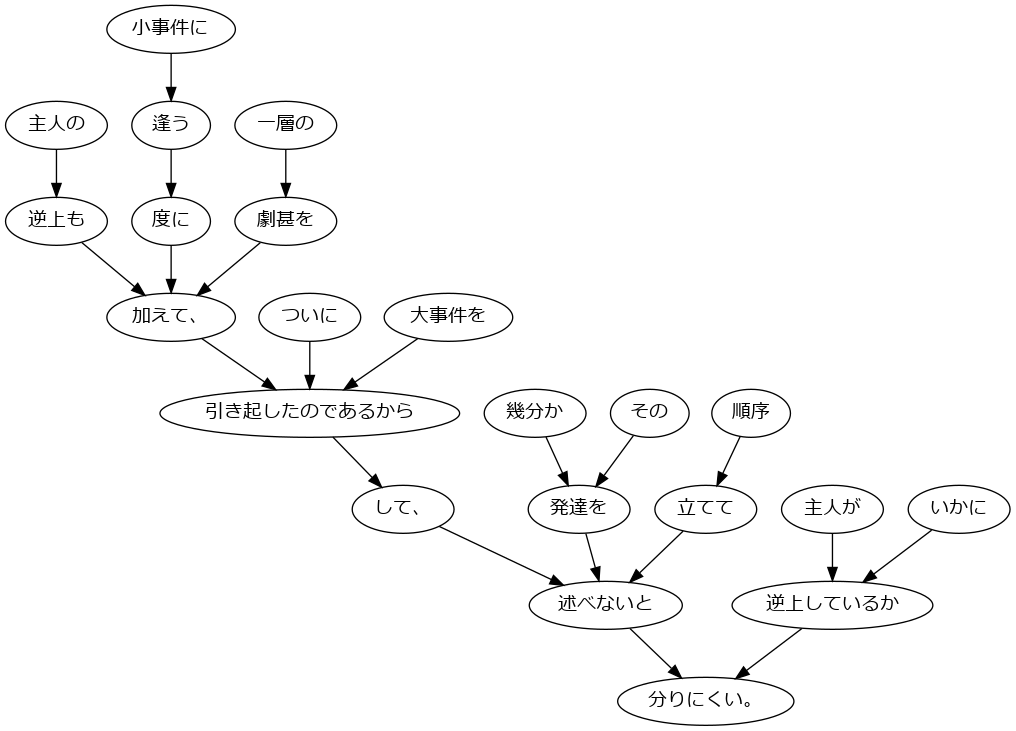 小事件に
主人の
逢う
一層の
逆上も
度に
劇甚を
加えて、
ついに
大事件を
引き起したのであるから
幾分か
その
順序
して、
発達を
立てて
主人が
いかに
述べないと
逆上しているか
分りにくい。